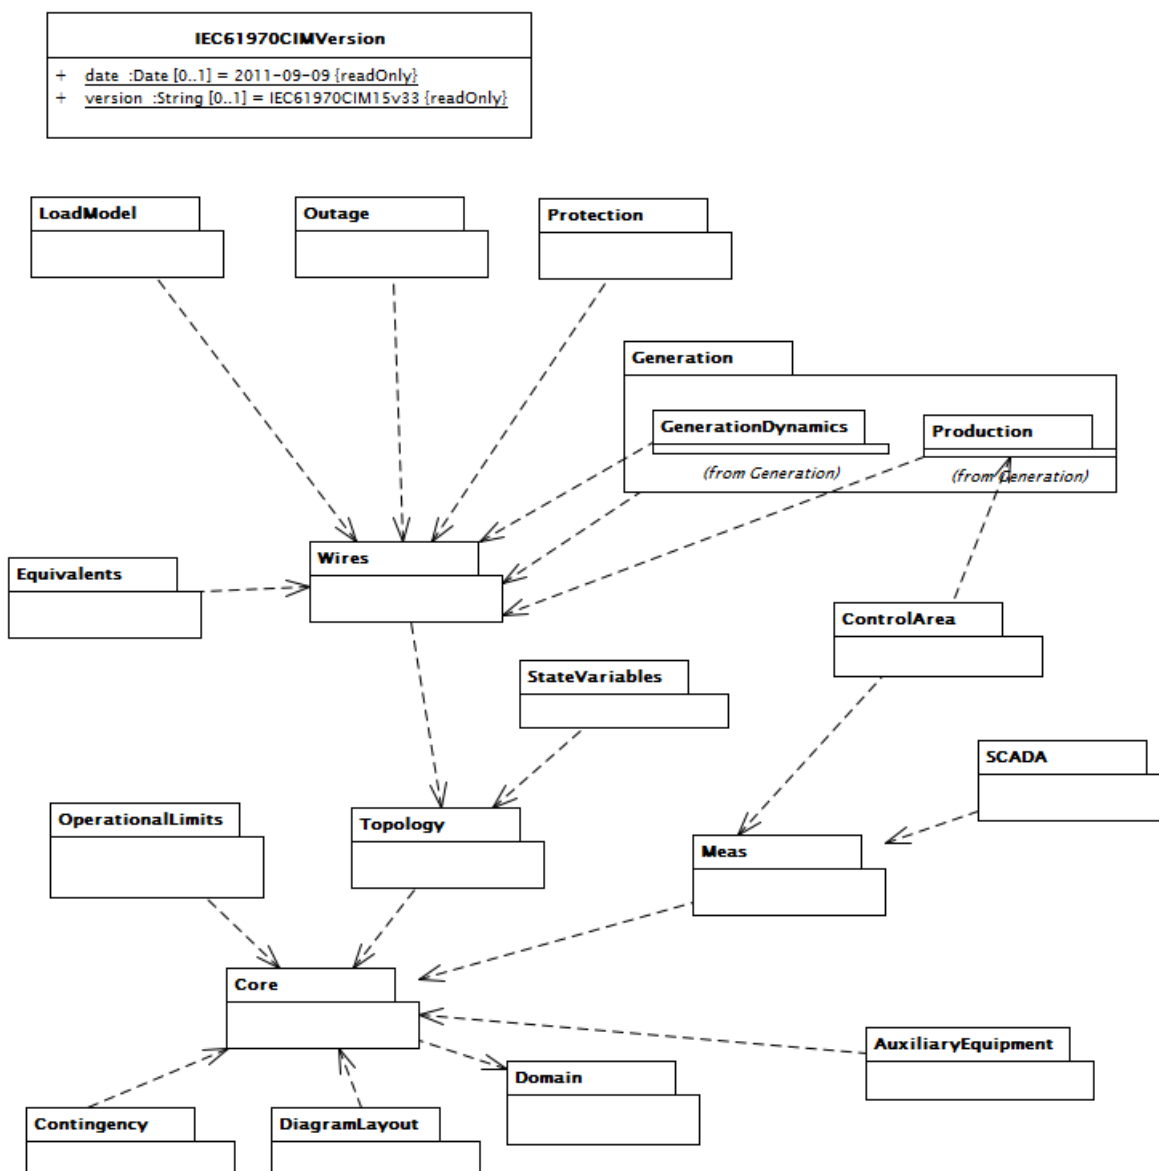 IEC61970CIMVersion
+ date :Date [0..1] = 2011-09-09 {readOnly}
+ version :String [0..1] = IEC61970CIM15v33 {readOnly}
LoadModel
Outage
Protection
Generation
GenerationDynamics
Production
(from Generation)
(from Generation)
Wires
Equivalents
ControlArea
StateVariables
SCADA
OperationalLimits
Topology
Meas
Core
AuxiliaryEquipment
Domain
Contingency
DiagramLayout